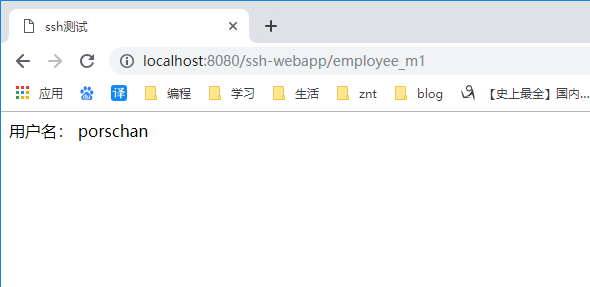 ssh测试
localhost:8080/ssh-webapp/employee_m1
应用 译 编程 学习 生活 znt blog 【史上最全】国内...
用户名： porschan